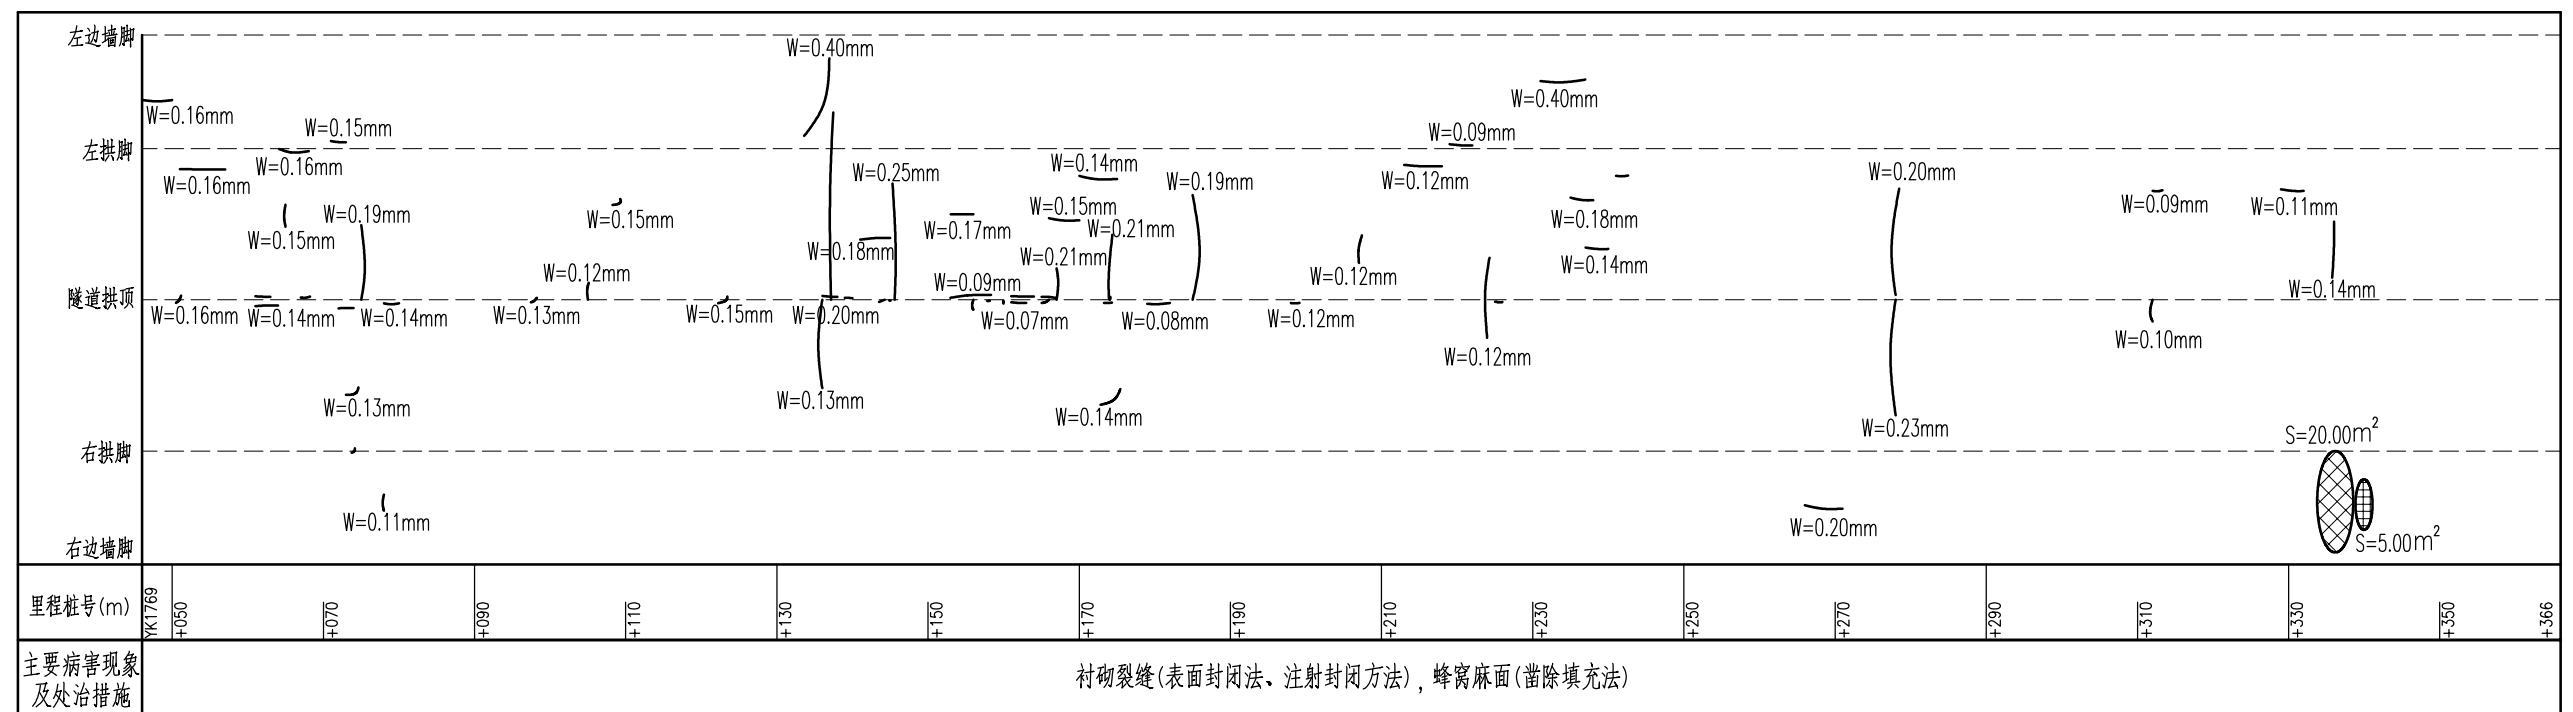 左边墙脚
W=0.40mm
W=0.40mm
W=0.16mm
W=0.15mm
W=0.09mm
左拱脚
W=0.16mm
W=0.14mm
W=0.16mm
W=0.25mm
W=0.19mm
W=0.12mm
W=0.20mm
W=0.19mm
W=0.15mm
W=0.15mm
W=0.18mm
W=0.09mm
W=0.11mm
W=0.15mm
W=0.17mm
W=0.21mm
W=0.18mm
W=0.21mm
W=0.14mm
W=0.12mm
W=0.12mm
W=0.09mm
W=0.14mm
隧道拱顶
W=0.16mm
W=0.14mm
W=0.14mm
W=0.13mm
W=0.15mm
W=0.20mm
W=0.07mm
W=0.08mm
W=0.12mm
W=0.12mm
W=0.10mm
W=0.13mm
W=0.13mm
W=0.14mm
W=0.23mm
S=20.00m²
右拱脚
W=0.11mm
W=0.20mm
S=5.00m²
右边墙脚
里程桩号(m)
YK1769
+050
+070
+090
+110
+130
+150
+170
+190
+210
+230
+250
+270
+290
+310
+330
+350
+366
主要病害现象
及处治措施
衬砌裂缝(表面封闭法、注射封闭方法),蜂窝麻面(凿除填充法)